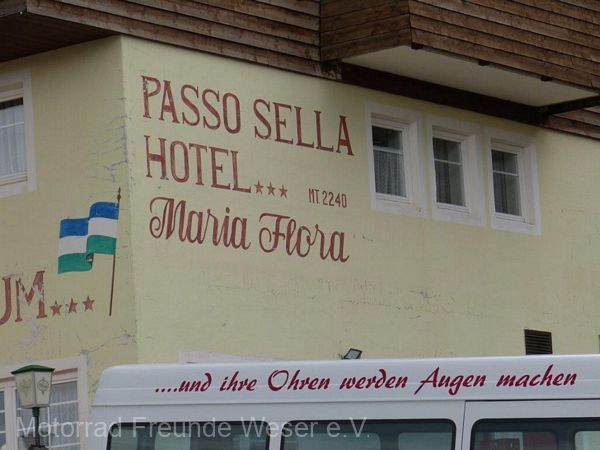 PASSO SELLA
HOTEL*** MT. 2240
Maria Flora
UM...***
....und ihre Ohren werden Augen machen
Motorrad Freunde Weser e.V.